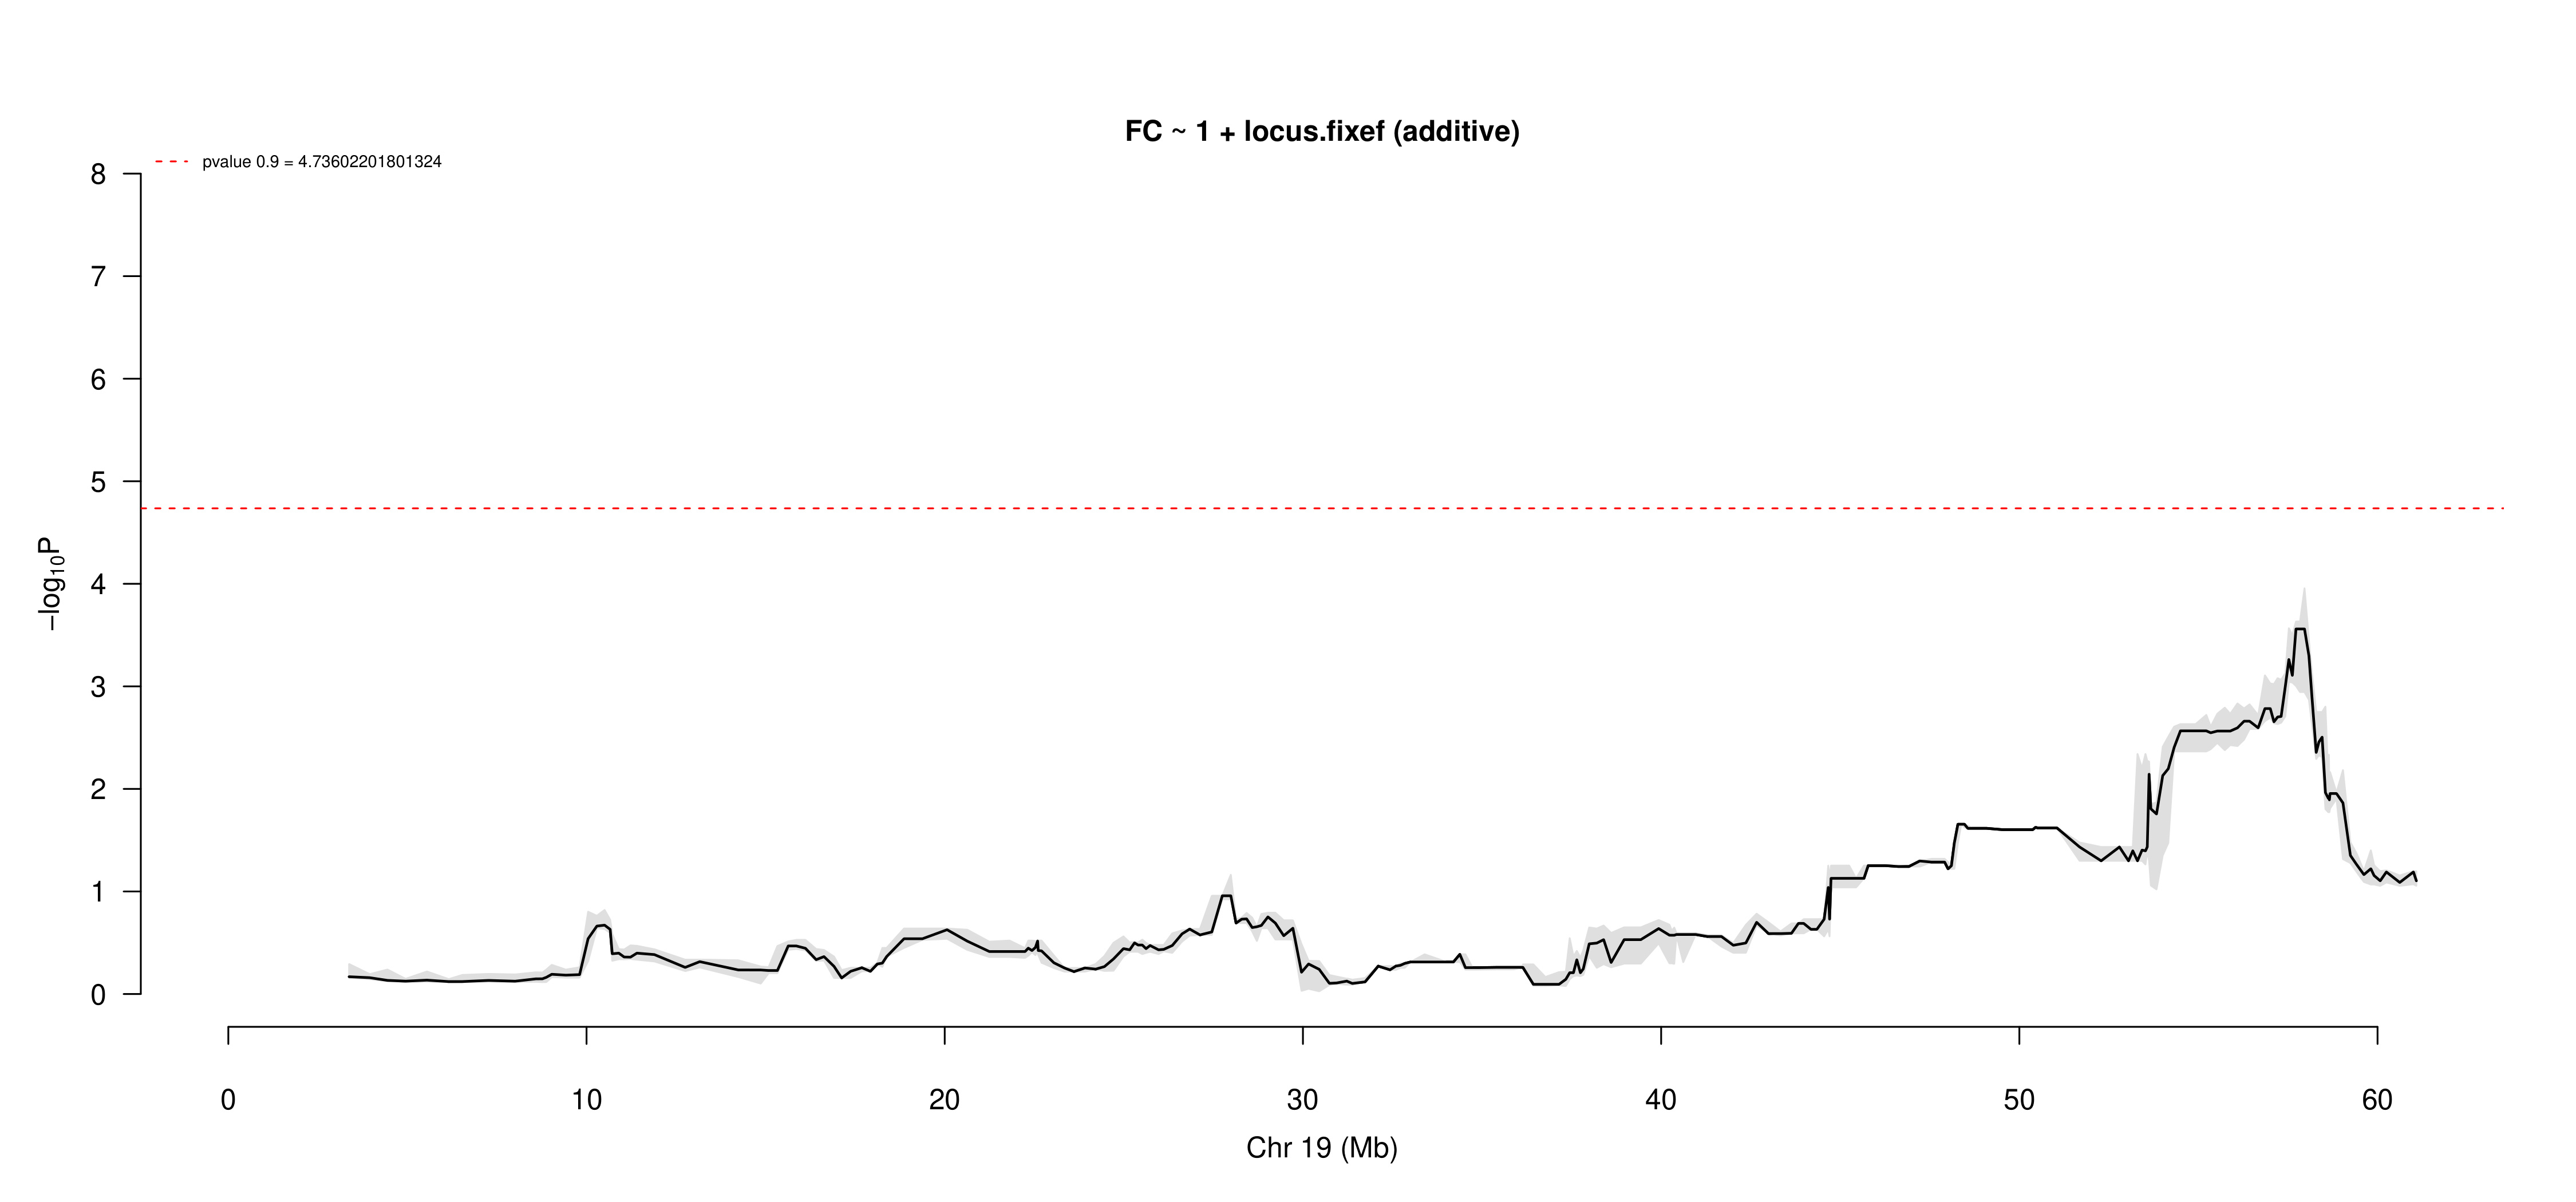 FC ~ 1 + locus.fixef (additive)
pvalue 0.9 = 4.73602201801324
8
7
6
5
4
3
2
1
0
−log10P
0 10 20 30 40 50 60
Chr 19 (Mb)